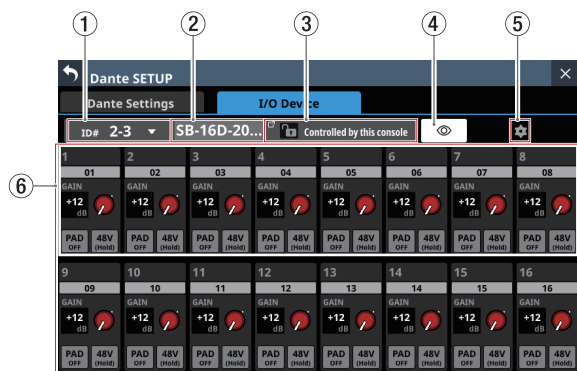 ① ② ③ ④ ⑤
Dante SETUP ×
Dante Settings I/O Device
ID# 2-3 ▼ SB-16D-20... Controlled by this console
⑥
1 2 3 4 5 6 7 8
01 02 03 04 05 06 07 08
GAIN GAIN GAIN GAIN GAIN GAIN GAIN GAIN
+12 +12 +12 +12 +12 +12 +12 +12
dB dB dB dB dB dB dB dB
PAD 48V PAD 48V PAD 48V PAD 48V PAD 48V PAD 48V PAD 48V PAD 48V
OFF (Hold) OFF (Hold) OFF (Hold) OFF (Hold) OFF (Hold) OFF (Hold) OFF (Hold) OFF (Hold)
9 10 11 12 13 14 15 16
09 10 11 12 13 14 15 16
GAIN GAIN GAIN GAIN GAIN GAIN GAIN GAIN
+12 +12 +12 +12 +12 +12 +12 +12
dB dB dB dB dB dB dB dB
PAD 48V PAD 48V PAD 48V PAD 48V PAD 48V PAD 48V PAD 48V PAD 48V
OFF (Hold) OFF (Hold) OFF (Hold) OFF (Hold) OFF (Hold) OFF (Hold) OFF (Hold) OFF (Hold)